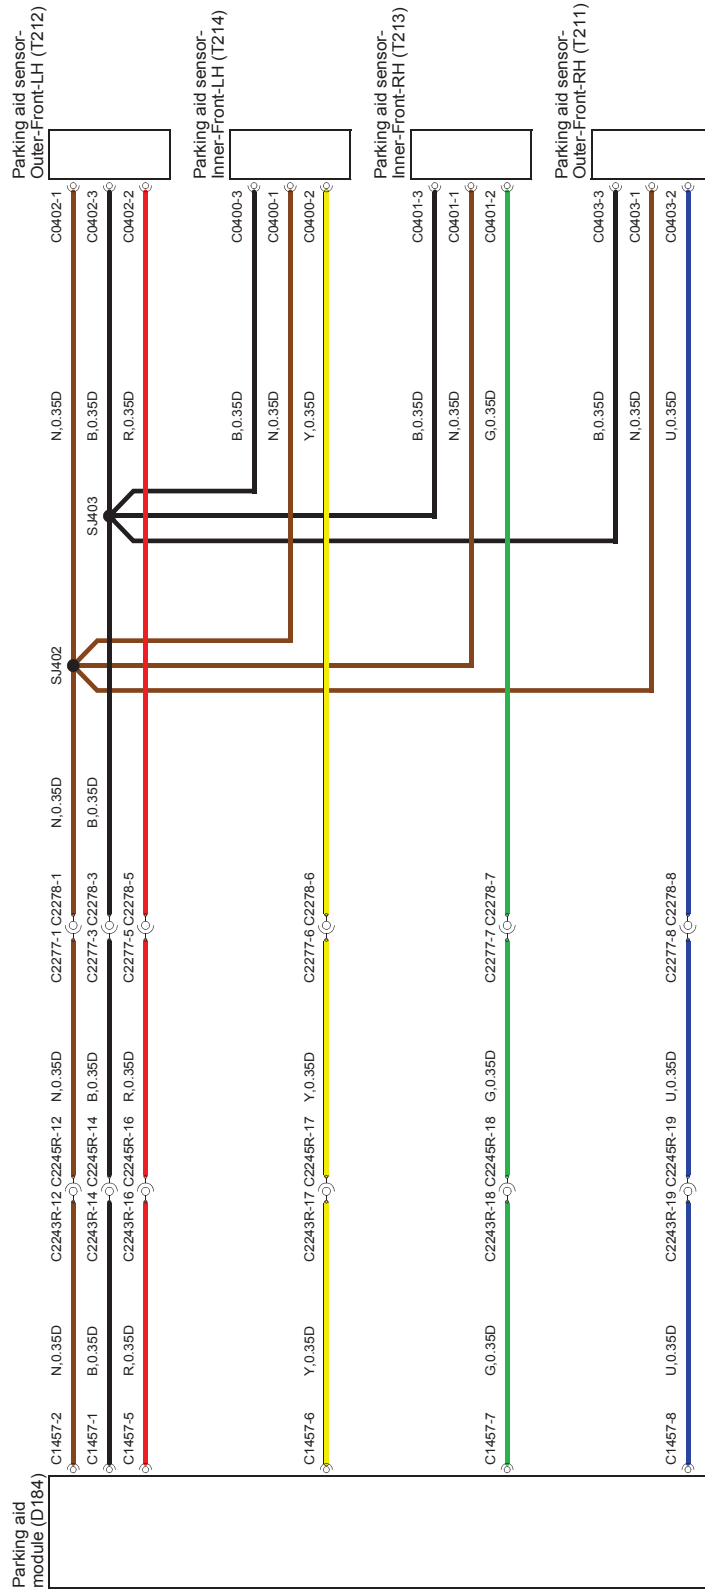 Parking aid sensor-
Outer-Front-LH (T212)
Parking aid sensor-
Inner-Front-LH (T214)
Parking aid sensor-
Inner-Front-RH (T213)
Parking aid sensor-
Outer-Front-RH (T211)
C0402-1
C0402-3
C0402-2
C0400-3
C0400-1
C0400-2
C0401-3
C0401-1
C0401-2
C0403-3
C0403-1
C0403-2
N,0.35D
B,0.35D
R,0.35D
B,0.35D
N,0.35D
Y,0.35D
B,0.35D
N,0.35D
G,0.35D
B,0.35D
N,0.35D
U,0.35D
SJ403
SJ402
N,0.35D
B,0.35D
C2277-1 C2278-1
C2277-3 C2278-3
C2277-5 C2278-5
C2277-6 C2278-6
C2277-7 C2278-7
C2277-8 C2278-8
N,0.35D
B,0.35D
R,0.35D
Y,0.35D
G,0.35D
U,0.35D
C2243R-12 C2245R-12
C2243R-14 C2245R-14
C2243R-16 C2245R-16
C2243R-17 C2245R-17
C2243R-18 C2245R-18
C2243R-19 C2245R-19
N,0.35D
B,0.35D
R,0.35D
Y,0.35D
G,0.35D
U,0.35D
C1457-2
C1457-1
C1457-5
C1457-6
C1457-7
C1457-8
Parking aid
module (D184)